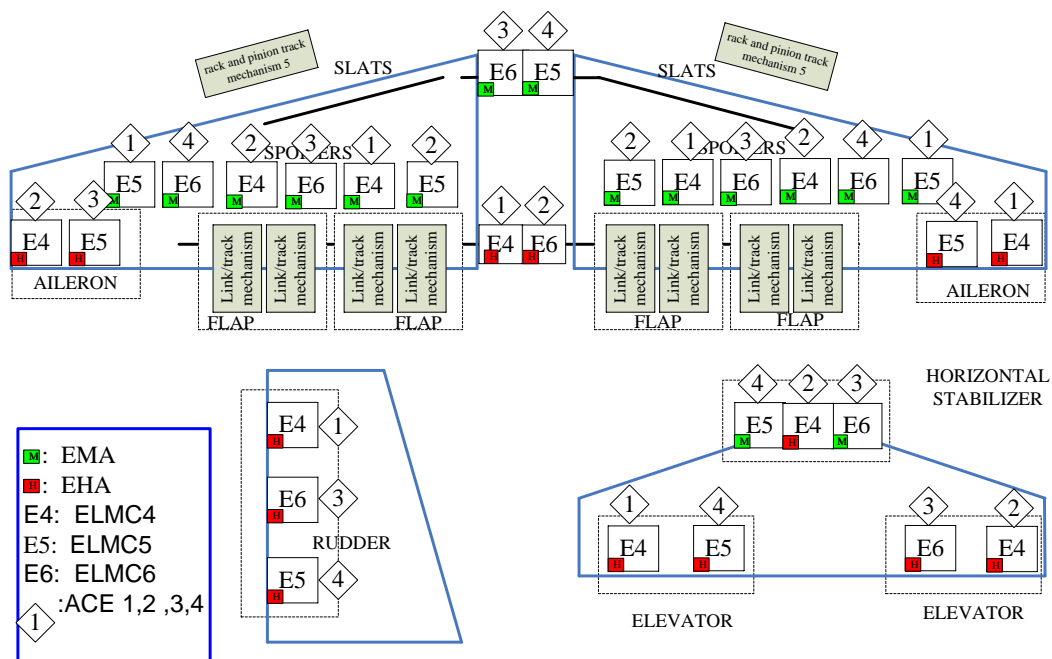 3 4
rack and pinion track
mechanism 5
SLATS
E6 E5
M M
SLATS
rack and pinion track
mechanism 5
1 4 2 3 1 2
SPOILERS
E5 E6 E4 E6 E4 E5
M M M M M M
2 1 3 2 4 1
SPOILERS
E5 E4 E6 E4 E6 E5
M M M M M M
2 3
E4 E5
H H
AILERON
Link/track
mechanism
Link/track
mechanism
FLAP
Link/track
mechanism
Link/track
mechanism
FLAP
1 2
E4 E6
H H
Link/track
mechanism
Link/track
mechanism
FLAP
Link/track
mechanism
Link/track
mechanism
FLAP
4 1
E5 E4
H H
AILERON
M: EMA
H: EHA
E4: ELMC4
E5: ELMC5
E6: ELMC6
:ACE 1,2 ,3,4
1
E4 1
H
E6 3
H
RUDDER
E5 4
H
HORIZONTAL
STABILIZER
4 2 3
E5 E4 E6
M H M
1 4
E4 E5
H H
ELEVATOR
3 2
E6 E4
H H
ELEVATOR